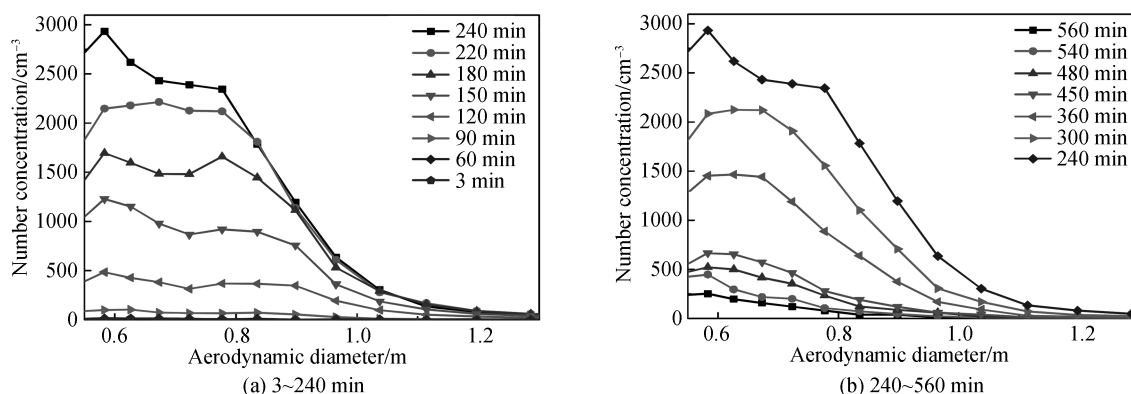 3000
2500
2000
1500
1000
500
0
Number concentration/cm⁻³
240 min
220 min
180 min
150 min
120 min
90 min
60 min
3 min
0.6
0.8
1.0
1.2
Aerodynamic diameter/m
(a) 3~240 min
3000
2500
2000
1500
1000
500
0
Number concentration/cm⁻³
560 min
540 min
480 min
450 min
360 min
300 min
240 min
0.6
0.8
1.0
1.2
Aerodynamic diameter/m
(b) 240~560 min